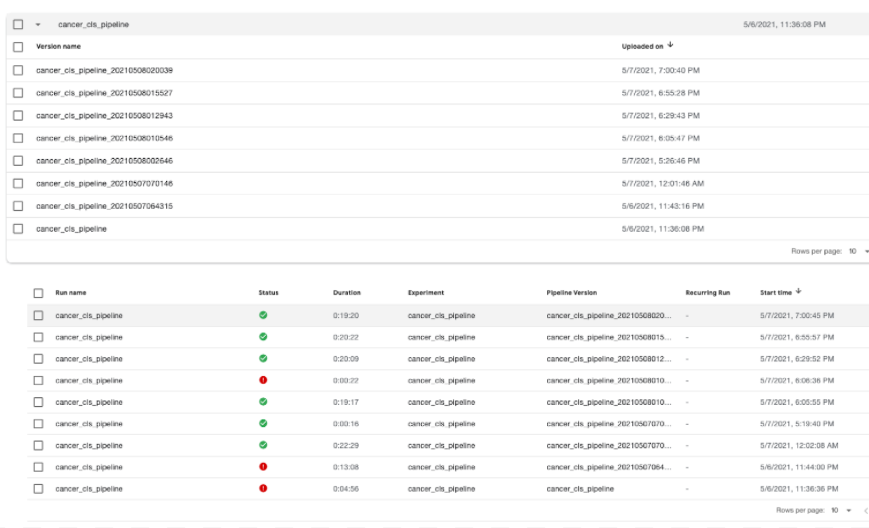 cancer_cls_pipeline 5/6/2021, 11:36:08 PM
Version name Uploaded on ↓
cancer_cls_pipeline_20210508020039 5/7/2021, 7:00:40 PM
cancer_cls_pipeline_20210508015527 5/7/2021, 6:55:28 PM
cancer_cls_pipeline_20210508012943 5/7/2021, 6:29:43 PM
cancer_cls_pipeline_20210508010546 5/7/2021, 6:05:47 PM
cancer_cls_pipeline_20210508002646 5/7/2021, 5:26:46 PM
cancer_cls_pipeline_20210507070146 5/7/2021, 12:01:46 AM
cancer_cls_pipeline_20210507064315 5/6/2021, 11:43:16 PM
cancer_cls_pipeline 5/6/2021, 11:36:08 PM
Rows per page: 10
Run name Status Duration Experiment Pipeline Version Recurring Run Start time ↓
cancer_cls_pipeline 0:19:20 cancer_cls_pipeline cancer_cls_pipeline_20210508020... - 5/7/2021, 7:00:45 PM
cancer_cls_pipeline 0:20:22 cancer_cls_pipeline cancer_cls_pipeline_20210508015... - 5/7/2021, 6:55:57 PM
cancer_cls_pipeline 0:20:09 cancer_cls_pipeline cancer_cls_pipeline_20210508012... - 5/7/2021, 6:29:52 PM
cancer_cls_pipeline 0:00:22 cancer_cls_pipeline cancer_cls_pipeline_20210508010... - 5/7/2021, 6:06:36 PM
cancer_cls_pipeline 0:19:17 cancer_cls_pipeline cancer_cls_pipeline_20210508010... - 5/7/2021, 6:05:55 PM
cancer_cls_pipeline 0:00:16 cancer_cls_pipeline cancer_cls_pipeline_20210507070... - 5/7/2021, 5:19:40 PM
cancer_cls_pipeline 0:22:29 cancer_cls_pipeline cancer_cls_pipeline_20210507070... - 5/7/2021, 12:02:08 AM
cancer_cls_pipeline 0:13:08 cancer_cls_pipeline cancer_cls_pipeline_20210507064... - 5/6/2021, 11:44:00 PM
cancer_cls_pipeline 0:04:56 cancer_cls_pipeline cancer_cls_pipeline - 5/6/2021, 11:36:36 PM
Rows per page: 10